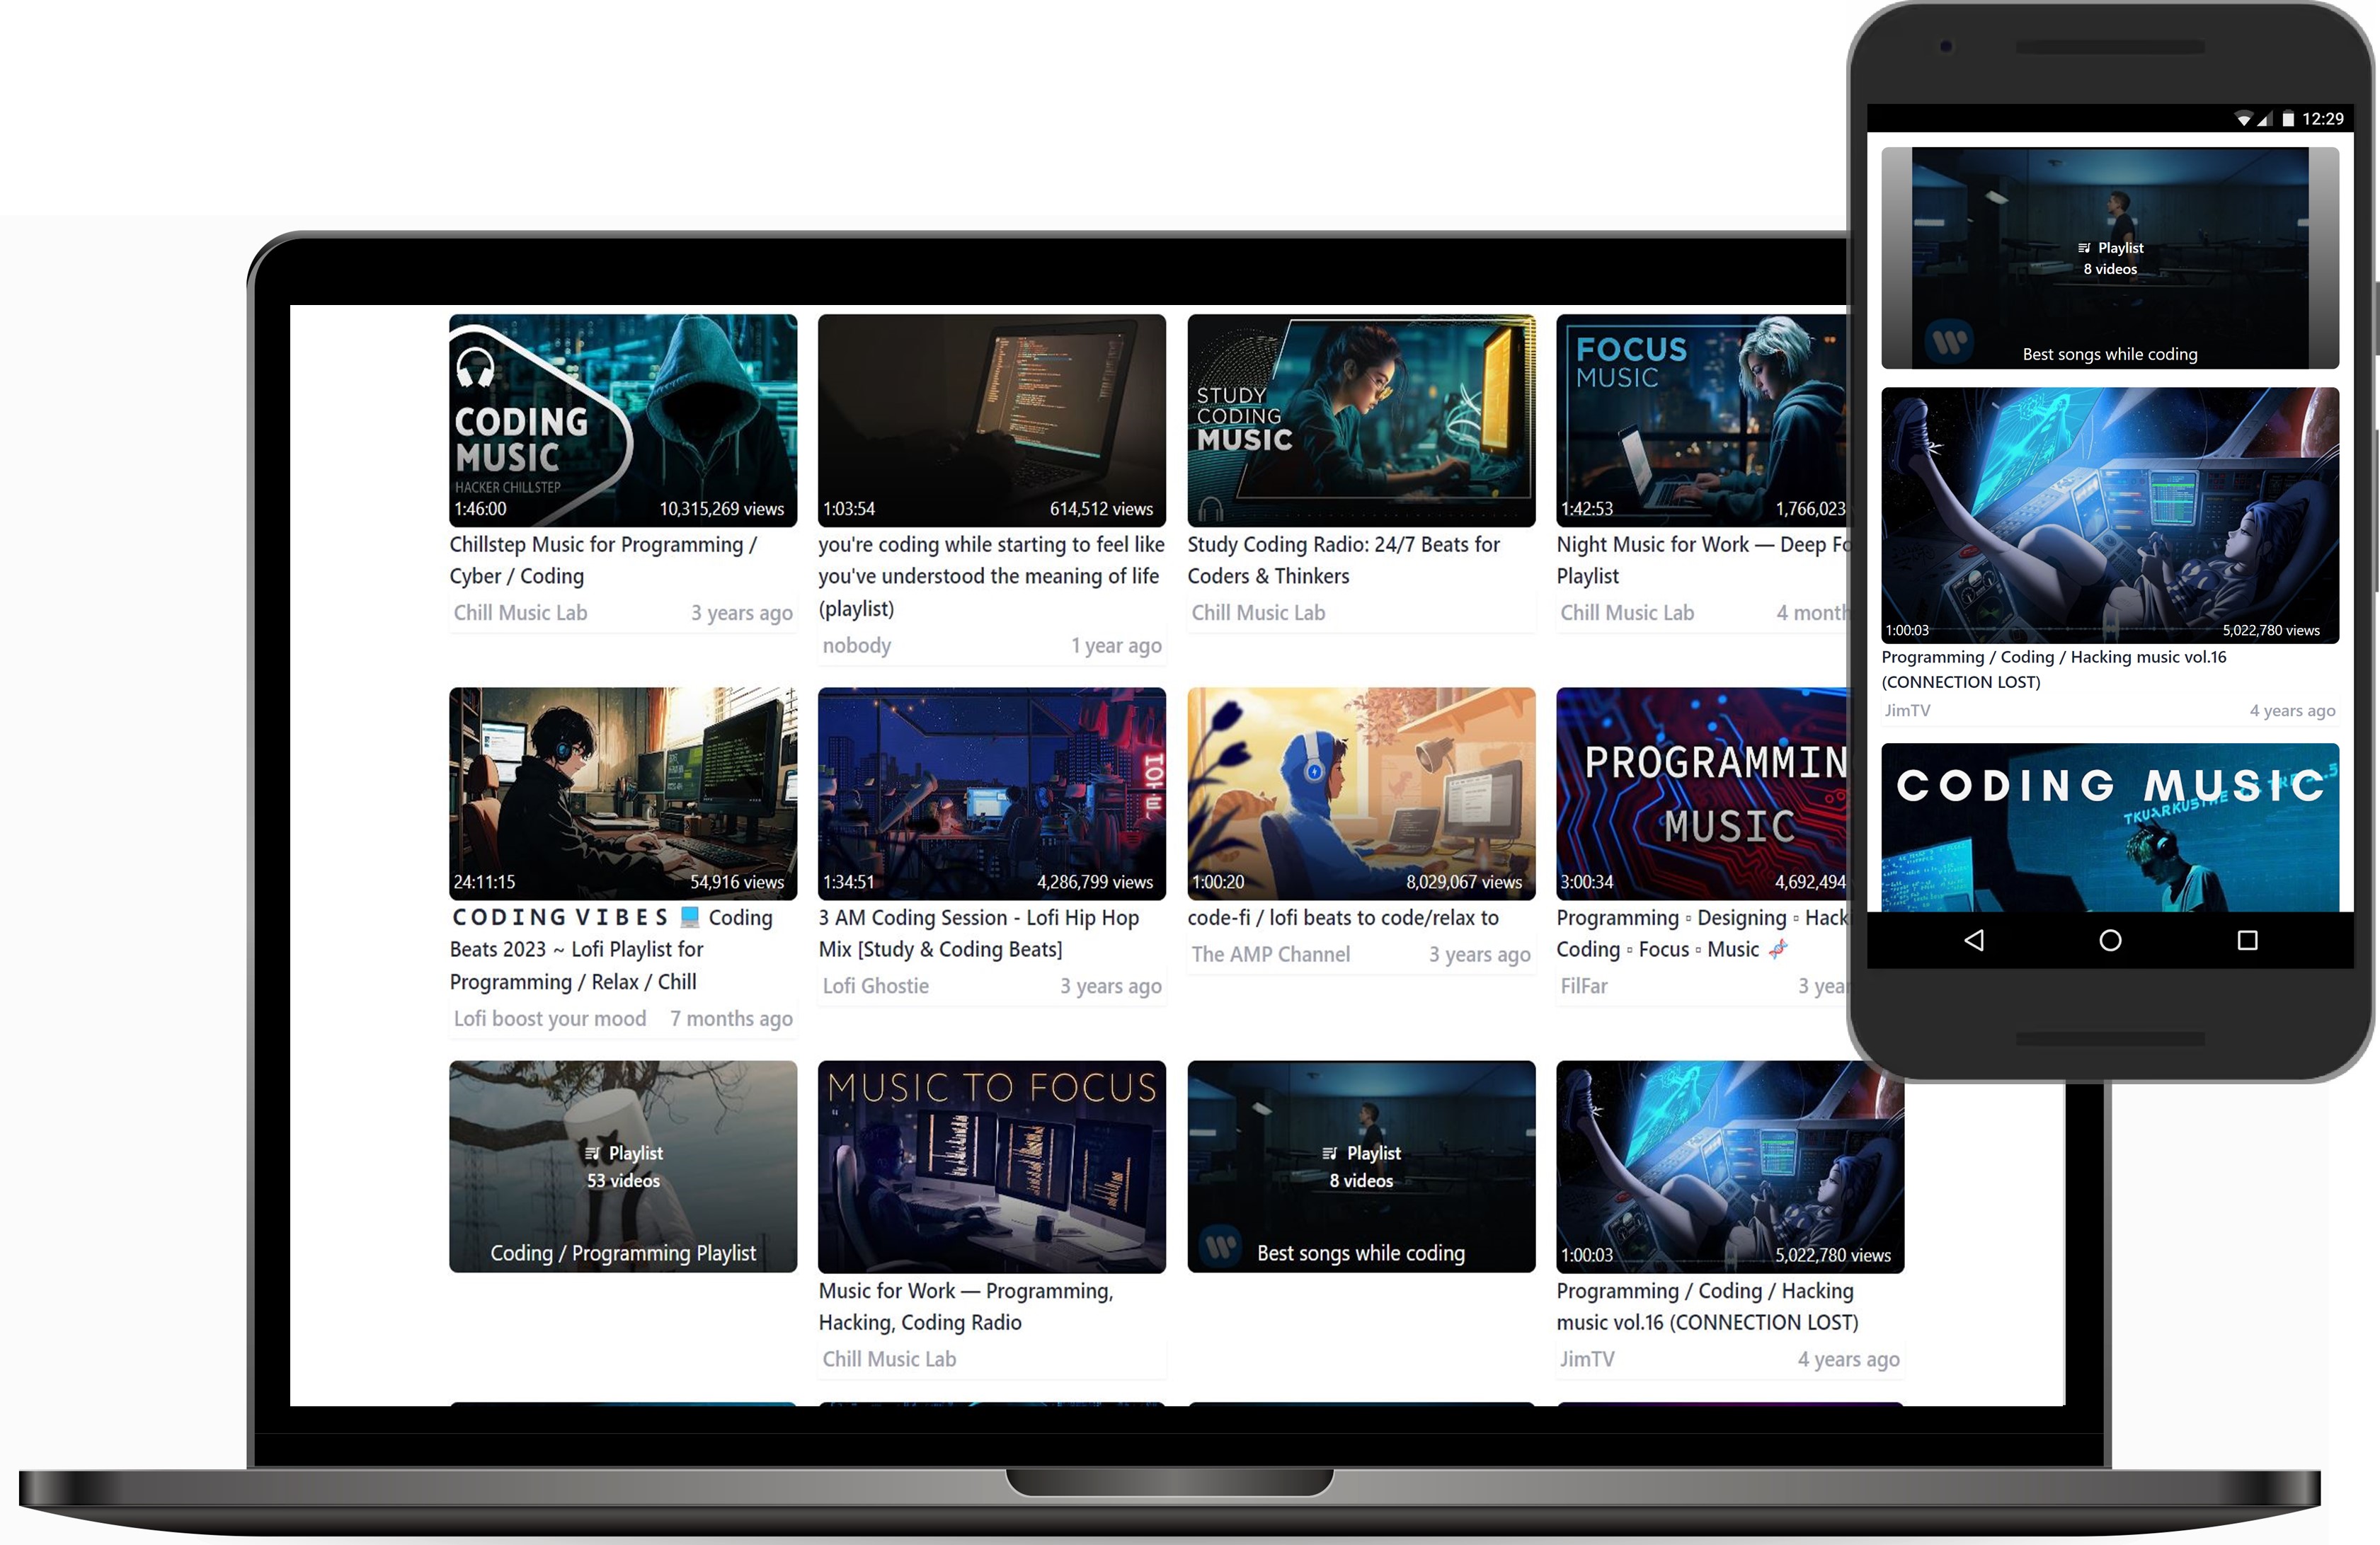 CODING
MUSIC
HACKER CHILLSTEP
1:46:00 10,315,269 views
Chillstep Music for Programming /
Cyber / Coding
Chill Music Lab 3 years ago
1:03:54 614,512 views
you're coding while starting to feel like
you've understood the meaning of life
(playlist)
nobody 1 year ago
STUDY
CODING
MUSIC
Study Coding Radio: 24/7 Beats for
Coders & Thinkers
Chill Music Lab
FOCUS
MUSIC
1:42:53 1,766,023
Night Music for Work — Deep Fo
Playlist
Chill Music Lab 4 month
24:11:15 54,916 views
C O D I N G V I B E S 💻 Coding
Beats 2023 ~ Lofi Playlist for
Programming / Relax / Chill
Lofi boost your mood 7 months ago
HOTEL
1:34:51 4,286,799 views
3 AM Coding Session - Lofi Hip Hop
Mix [Study & Coding Beats]
Lofi Ghostie 3 years ago
1:00:20 8,029,067 views
code-fi / lofi beats to code/relax to
The AMP Channel 3 years ago
PROGRAMMIN
MUSIC
3:00:34 4,692,494
Programming ▫ Designing ▫ Hacki
Coding ▫ Focus ▫ Music 🧬
FilFar 3 year
Playlist
53 videos
Coding / Programming Playlist
MUSIC TO FOCUS
Music for Work — Programming,
Hacking, Coding Radio
Chill Music Lab
Playlist
8 videos
Best songs while coding
1:00:03 5,022,780 views
Programming / Coding / Hacking
music vol.16 (CONNECTION LOST)
JimTV 4 years ago
12:29
Playlist
8 videos
Best songs while coding
1:00:03 5,022,780 views
Programming / Coding / Hacking music vol.16
(CONNECTION LOST)
JimTV 4 years ago
CODING MUSIC